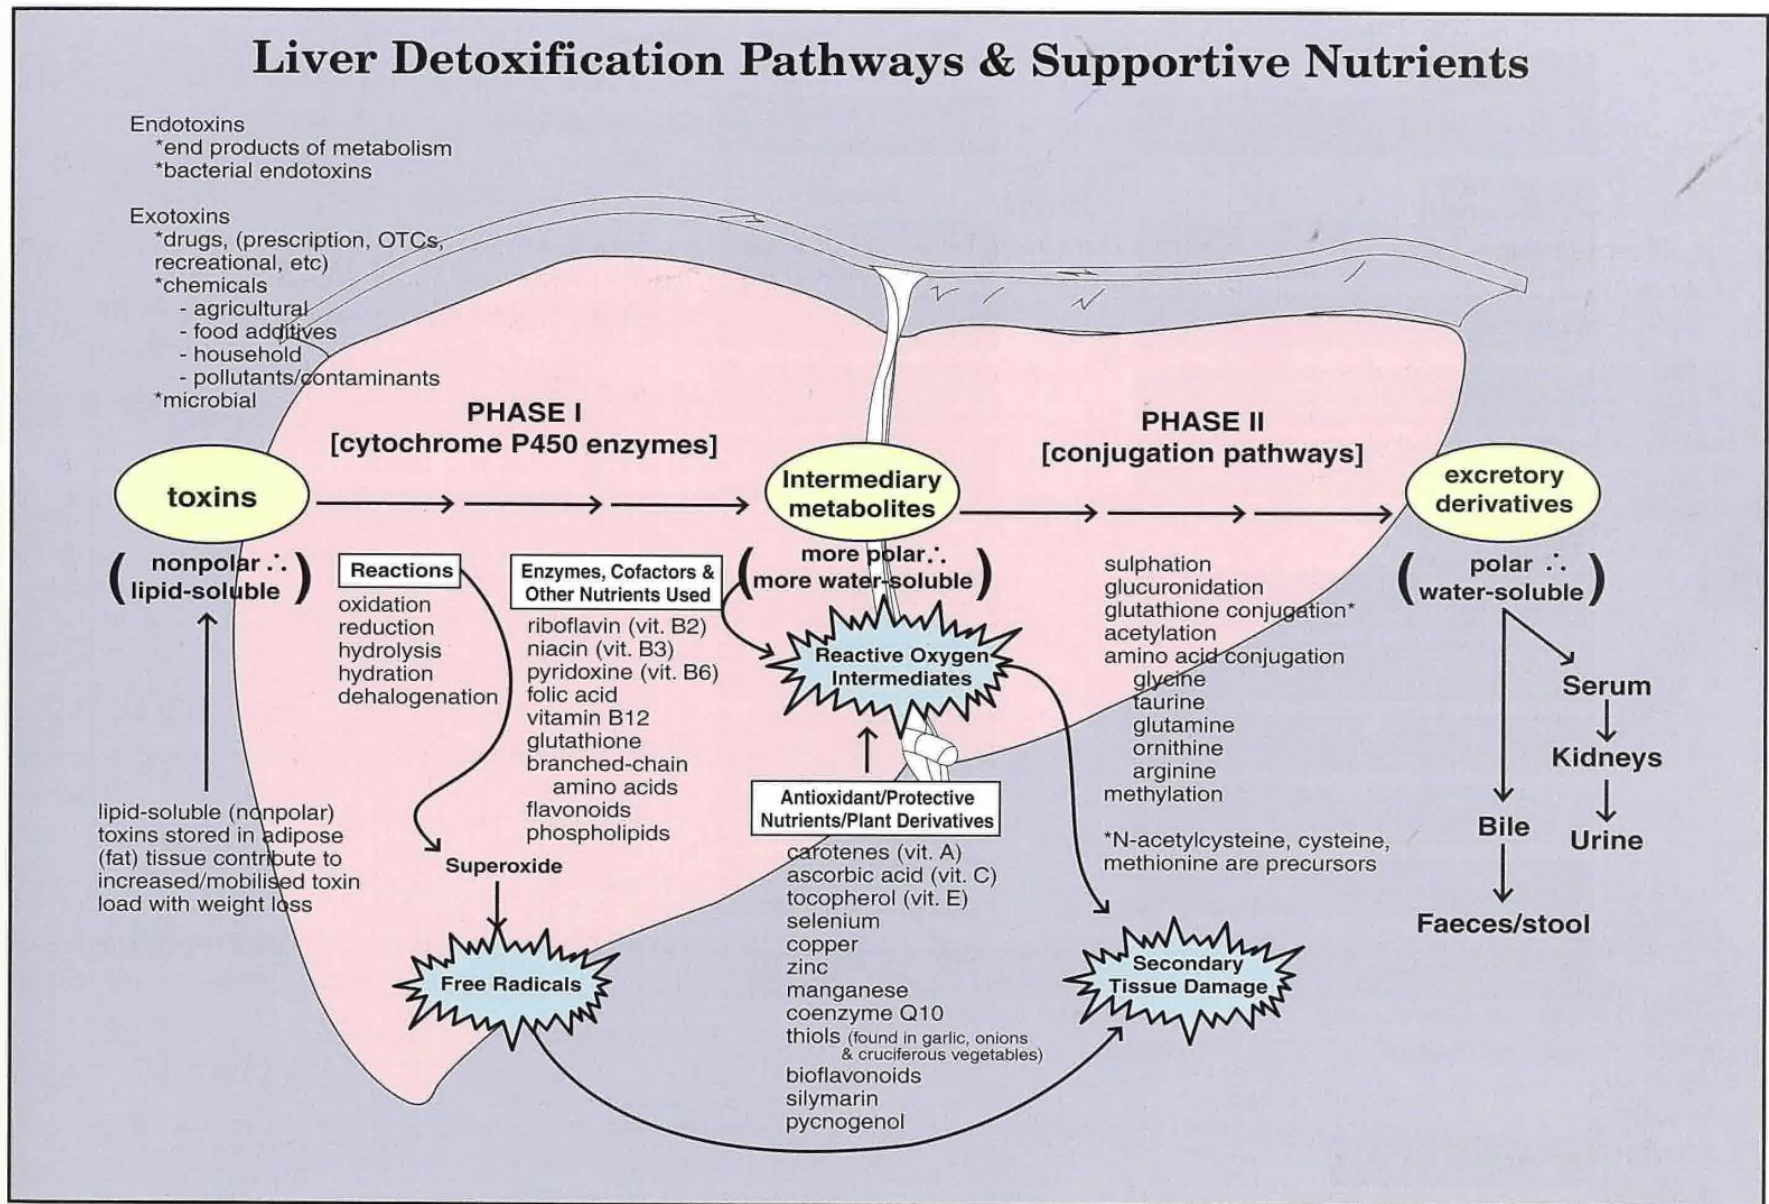 Liver Detoxification Pathways & Supportive Nutrients
Endotoxins
*end products of metabolism
*bacterial endotoxins
Exotoxins
*drugs, (prescription, OTCs,
recreational, etc)
*chemicals
- agricultural
- food additives
- household
- pollutants/contaminants
*microbial
PHASE I
[cytochrome P450 enzymes]
PHASE II
[conjugation pathways]
toxins
Intermediary
metabolites
excretory
derivatives
(nonpolar ∴
lipid-soluble)
(more polar ∴
more water-soluble)
(polar ∴
water-soluble)
Reactions
oxidation
reduction
hydrolysis
hydration
dehalogenation
Enzymes, Cofactors &
Other Nutrients Used
riboflavin (vit. B2)
niacin (vit. B3)
pyridoxine (vit. B6)
folic acid
vitamin B12
glutathione
branched-chain
amino acids
flavonoids
phospholipids
Reactive Oxygen
Intermediates
sulphation
glucuronidation
glutathione conjugation*
acetylation
amino acid conjugation
glycine
taurine
glutamine
ornithine
arginine
methylation
*N-acetylcysteine, cysteine,
methionine are precursors
Serum
Kidneys
Urine
Bile
Faeces/stool
lipid-soluble (nonpolar)
toxins stored in adipose
(fat) tissue contribute to
increased/mobilised toxin
load with weight loss
Superoxide
Free Radicals
Antioxidant/Protective
Nutrients/Plant Derivatives
carotenes (vit. A)
ascorbic acid (vit. C)
tocopherol (vit. E)
selenium
copper
zinc
manganese
coenzyme Q10
thiols (found in garlic, onions
& cruciferous vegetables)
bioflavonoids
silymarin
pycnogenol
Secondary
Tissue Damage